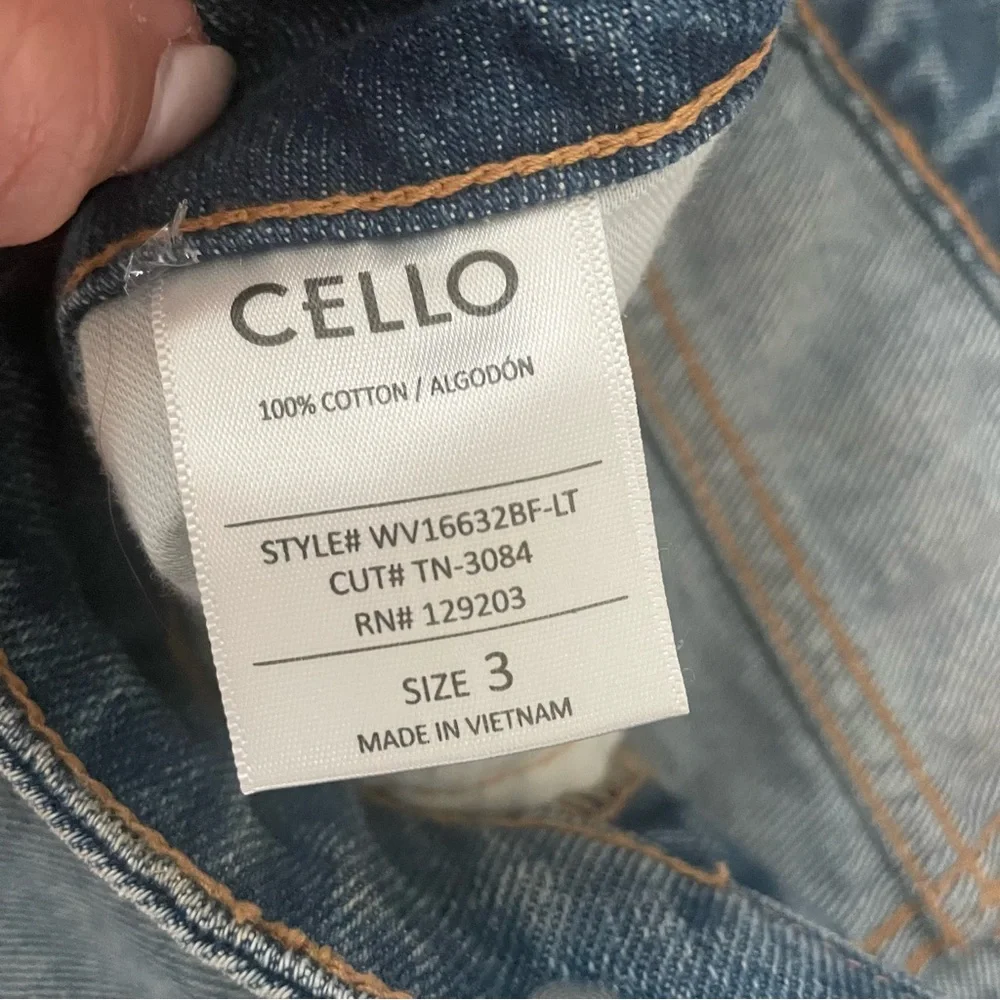 CELLO
100% COTTON / ALGODÓN
STYLE# WV16632BF-LT
CUT# TN-3084
RN# 129203
SIZE 3
MADE IN VIETNAM